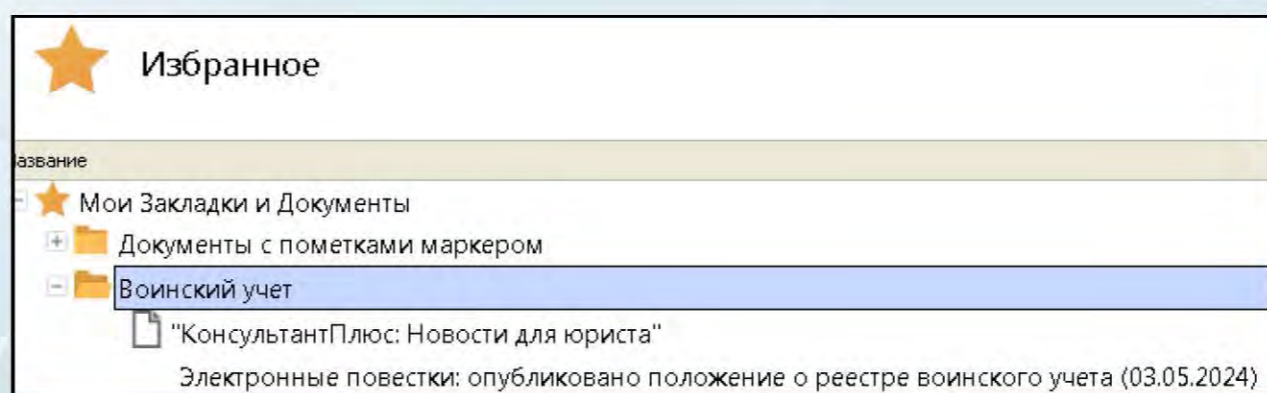 Избранное
азвание
Мои Закладки и Документы
Документы с пометками маркером
Воинский учет
"КонсультантПлюс: Новости для юриста"
Электронные повестки: опубликовано положение о реестре воинского учета (03.05.2024)